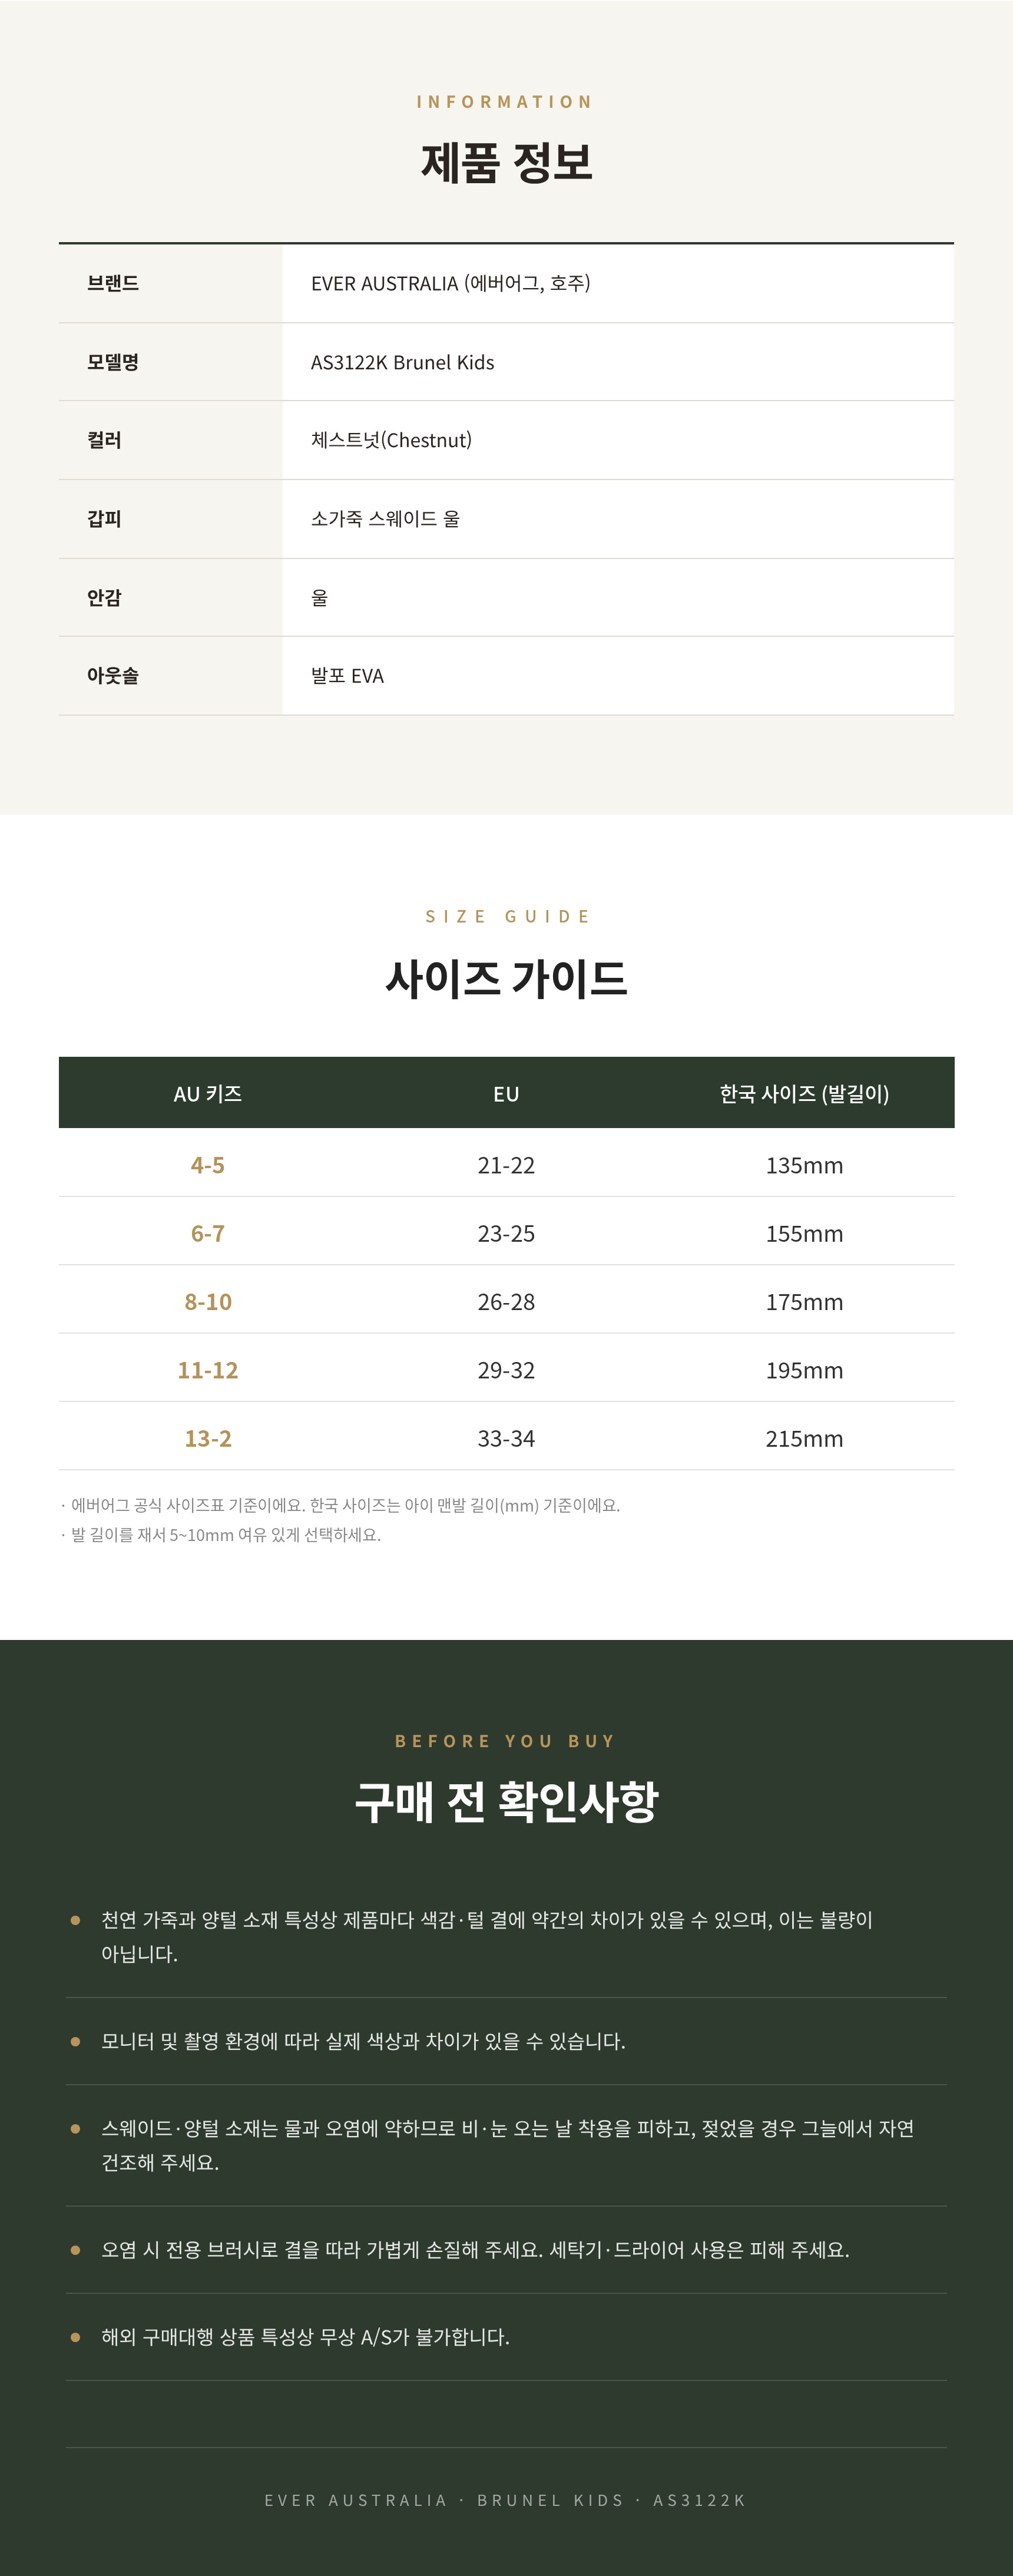 INFORMATION
제품 정보
브랜드 EVER AUSTRALIA (에버어그, 호주)
모델명 AS3122K Brunel Kids
컬러 체스트넛(Chestnut)
갑피 소가죽 스웨이드 울
안감 울
아웃솔 발포 EVA
SIZE GUIDE
사이즈 가이드
AU 키즈 EU 한국 사이즈 (발길이)
4-5 21-22 135mm
6-7 23-25 155mm
8-10 26-28 175mm
11-12 29-32 195mm
13-2 33-34 215mm
· 에버어그 공식 사이즈표 기준이에요. 한국 사이즈는 아이 맨발 길이(mm) 기준이에요.
· 발 길이를 재서 5~10mm 여유 있게 선택하세요.
BEFORE YOU BUY
구매 전 확인사항
천연 가죽과 양털 소재 특성상 제품마다 색감·털 결에 약간의 차이가 있을 수 있으며, 이는 불량이
아닙니다.
모니터 및 촬영 환경에 따라 실제 색상과 차이가 있을 수 있습니다.
스웨이드·양털 소재는 물과 오염에 약하므로 비·눈 오는 날 착용을 피하고, 젖었을 경우 그늘에서 자연
건조해 주세요.
오염 시 전용 브러시로 결을 따라 가볍게 손질해 주세요. 세탁기·드라이어 사용은 피해 주세요.
해외 구매대행 상품 특성상 무상 A/S가 불가합니다.
EVER AUSTRALIA · BRUNEL KIDS · AS3122K